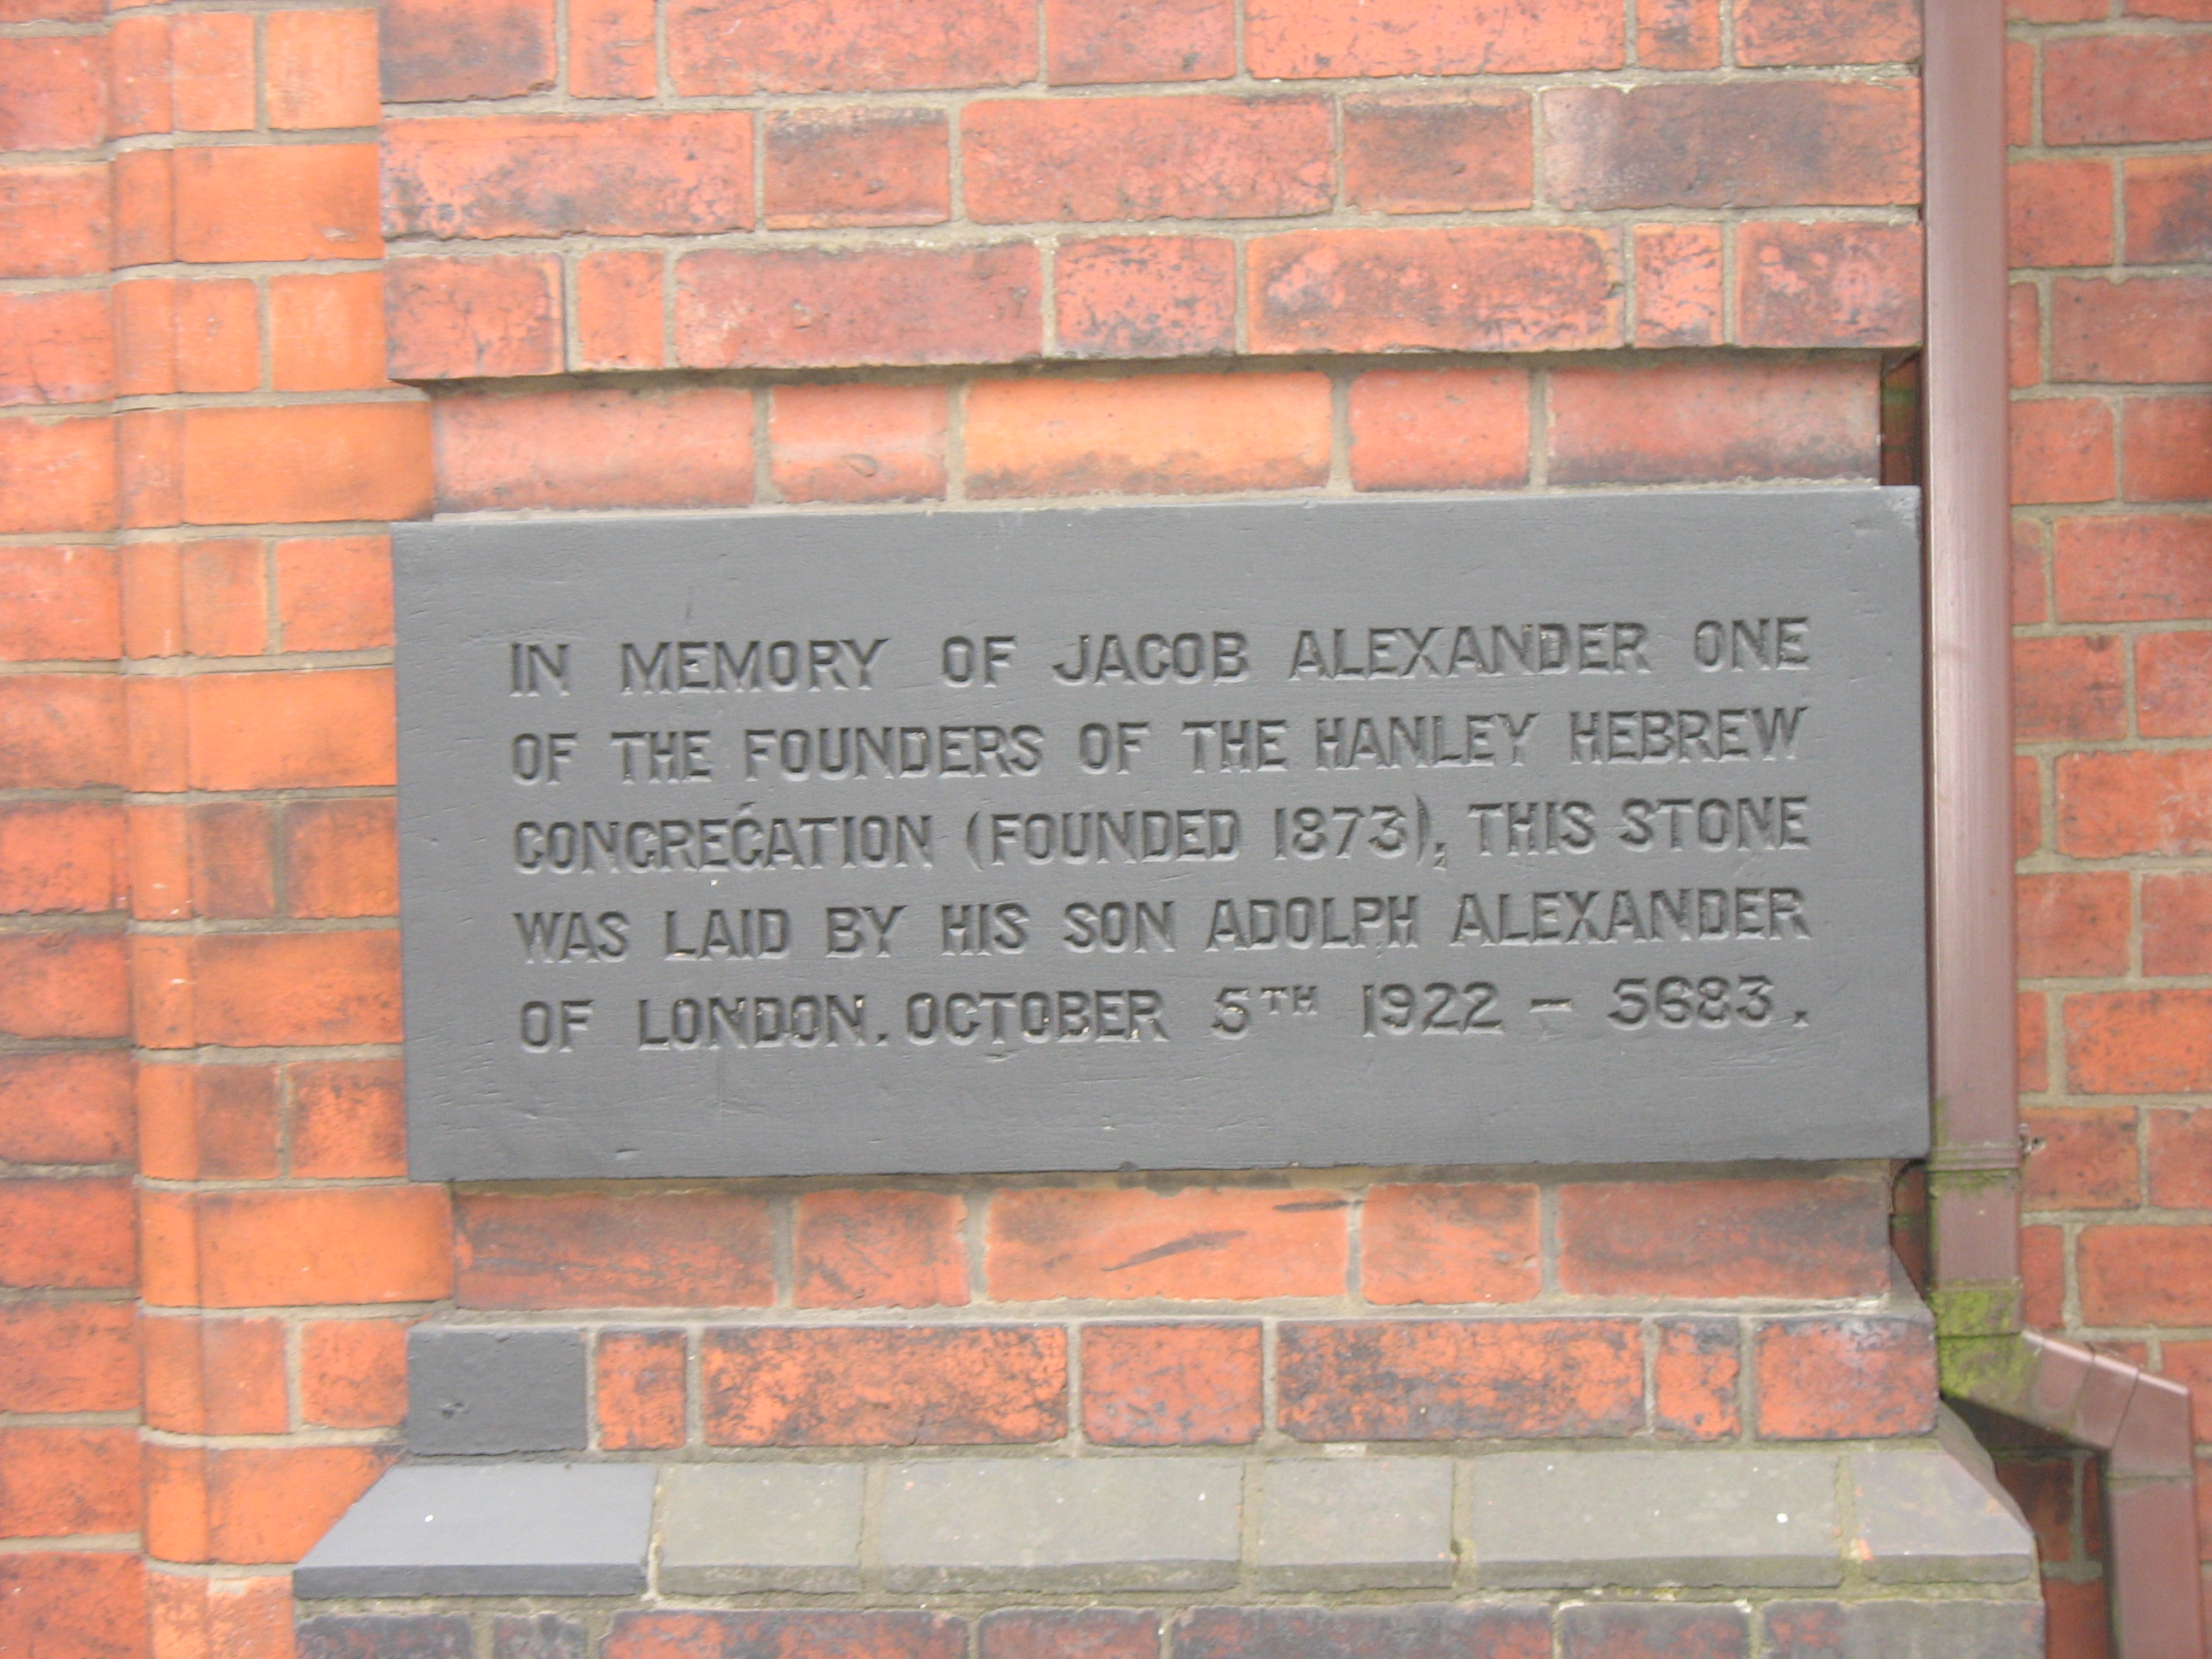 IN MEMORY OF JACOB ALEXANDER ONE
OF THE FOUNDERS OF THE HANLEY HEBREW
CONGREGATION (FOUNDED 1873), THIS STONE
WAS LAID BY HIS SON ADOLPH ALEXANDER
OF LONDON. OCTOBER 5TH 1922 – 5683.